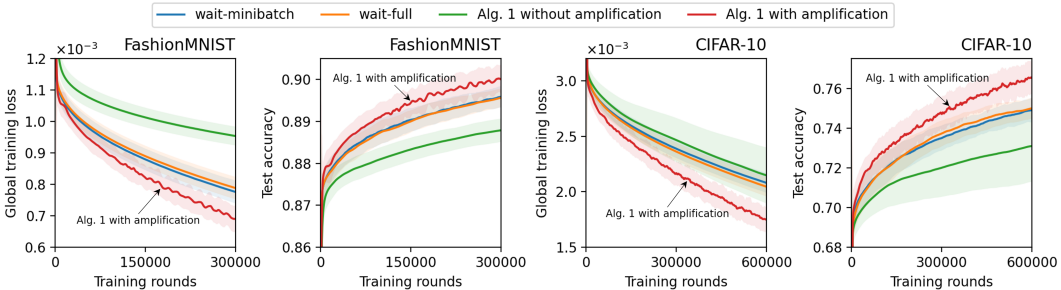 wait-minibatch wait-full Alg. 1 without amplification Alg. 1 with amplification
×10⁻³ FashionMNIST
Global training loss
1.2
1.1
1.0
0.9
0.8
0.7
0.6
Alg. 1 with amplification
0 150000 300000
Training rounds
FashionMNIST
Test accuracy
0.90
0.89
0.88
0.87
0.86
Alg. 1 with amplification
0 150000 300000
Training rounds
×10⁻³ CIFAR-10
Global training loss
3.0
2.5
2.0
1.5
Alg. 1 with amplification
0 200000 400000 600000
Training rounds
CIFAR-10
Test accuracy
0.76
0.74
0.72
0.70
0.68
Alg. 1 with amplification
0 200000 400000 600000
Training rounds